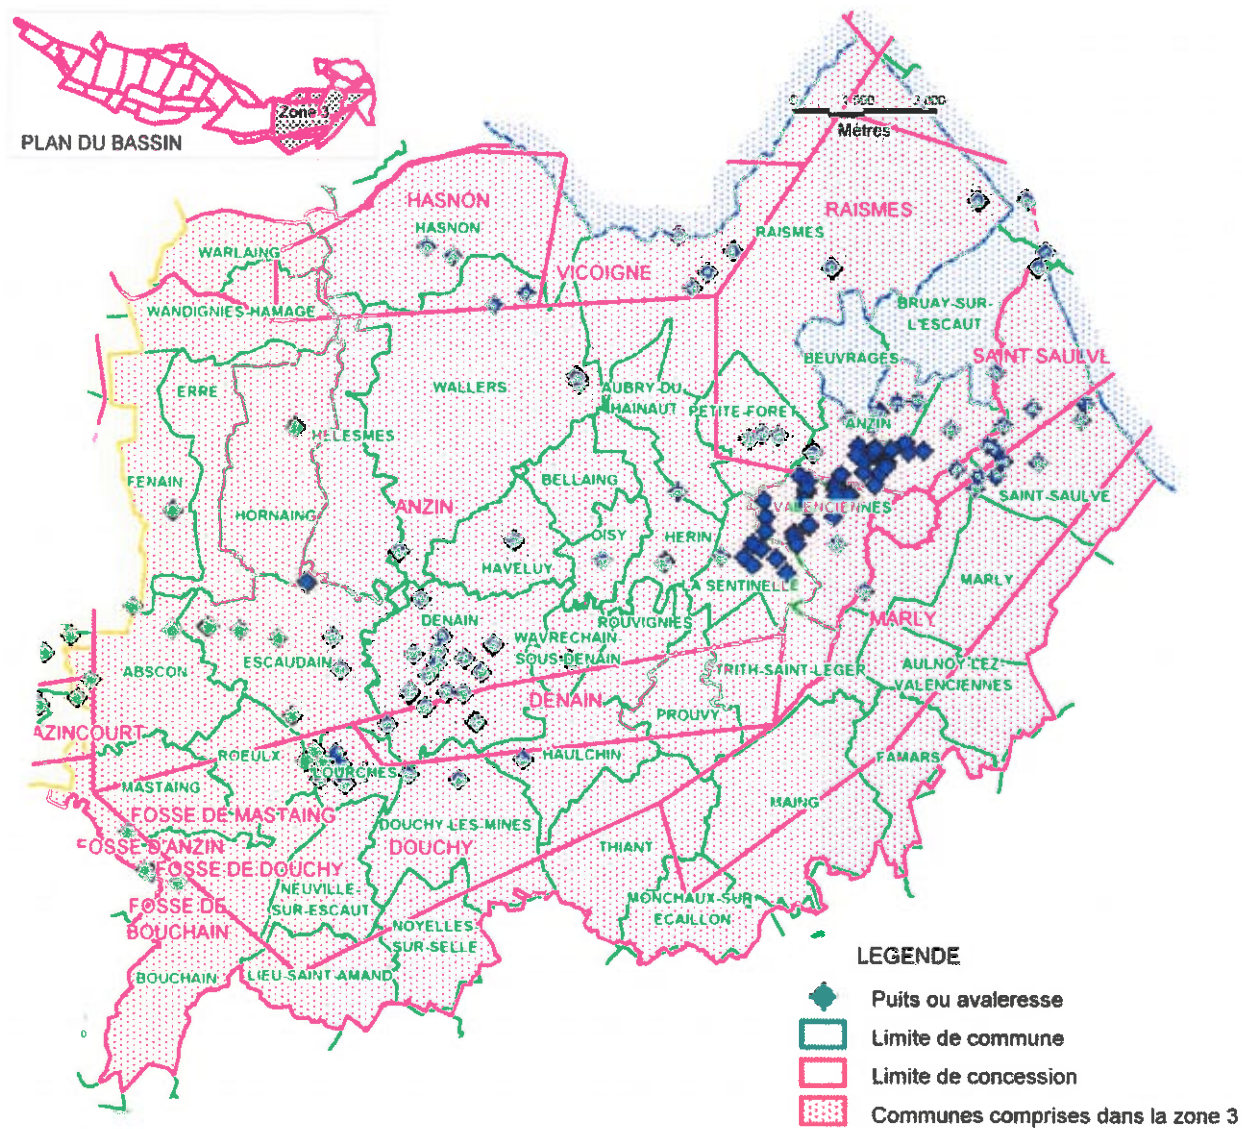 Zone 3
PLAN DU BASSIN
Mètres
HASNON
HASNON
RAISMES
RAISMES
WARLAING
VICOIGNE
WANDIGNIES-HAMAGE
BRUAY-SUR-
L'ESCAUT
BEUVRAGES
SAINT SAULVE
ERRE
WALLERS
AUBRY-DU-
HAINAUT
PETITE-FORET
ANZIN
HELESMES
BELLAING
FENAIN
ANZIN
HORNAING
VALENCIENNES
SAINT-SAULVE
OISY
HERIN
HAVELUY
MARLY
SENTINELLE
DENAIN
ROUVIGNIES
MARLY
WAVRECHAIN-
SOUS-DENAIN
ABSCON
ESCAUDAIN
TRITH-SAINT-LEGER
AULNOY-LEZ-
VALENCIENNES
DENAIN
PROUVY
AZINCOURT
ROEULX
HAULCHIN
FAMARS
LOURCHES
MASTAING
FOSSE DE MASTAING
MAING
DOUCHY-LES-MINES
FOSSE D'ANZIN
DOUCHY
THIANT
FOSSE DE DOUCHY
NEUVILLE-
SUR-ESCAUT
FOSSE DE
BOUCHAIN
MONCHAUX-SUR-
ECAILLON
NOYELLES
SUR-SELLE
BOUCHAIN
LIEU-SAINT-AMAND
LEGENDE
Puits ou avaleresse
Limite de commune
Limite de concession
Communes comprises dans la zone 3